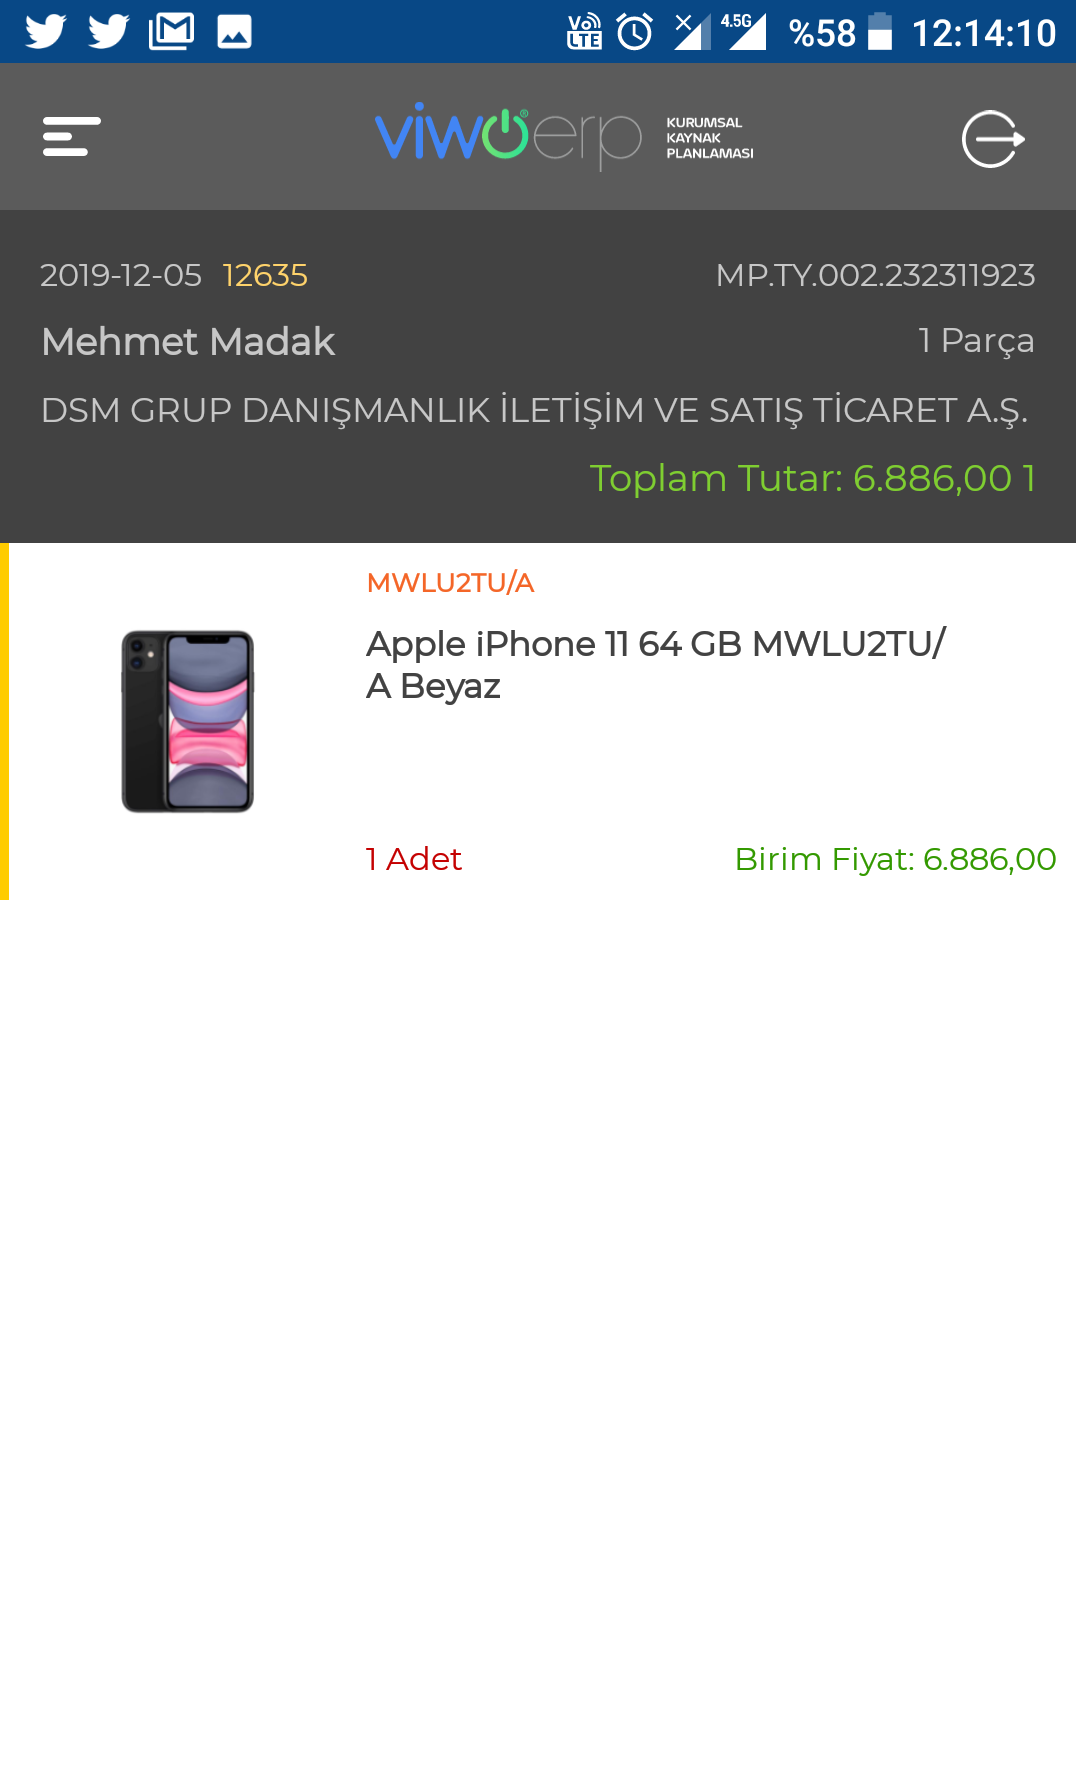 Vo LTE 4.5G %58 12:14:10
viwoerp® KURUMSAL
KAYNAK
PLANLAMASI
2019-12-05 12635 MP.TY.002.232311923
Mehmet Madak 1 Parça
DSM GRUP DANIŞMANLIK İLETİŞİM VE SATIŞ TİCARET A.Ş.
Toplam Tutar: 6.886,00 1
MWLU2TU/A
Apple iPhone 11 64 GB MWLU2TU/
A Beyaz
1 Adet Birim Fiyat: 6.886,00